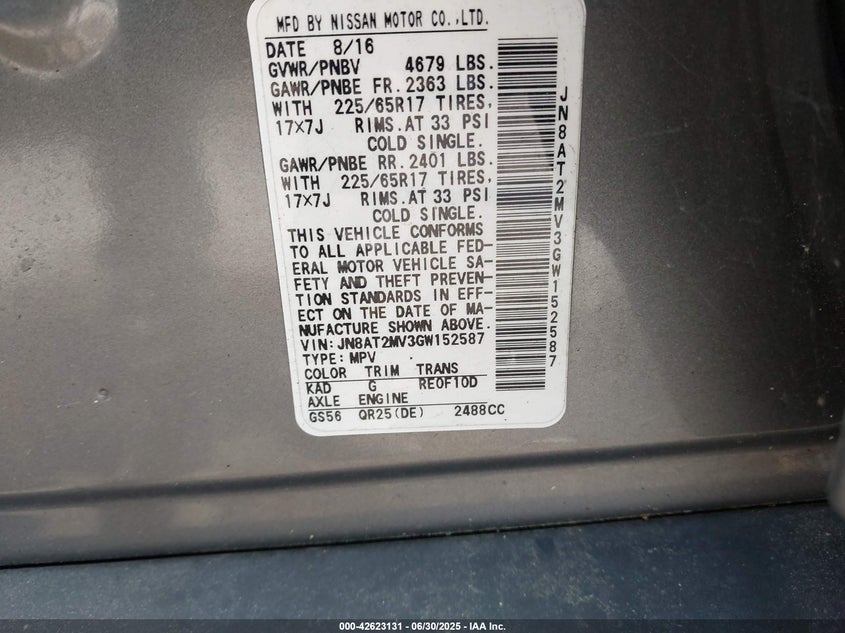 MFD BY NISSAN MOTOR CO.,LTD.
DATE 8/16
GVWR/PNBV 4679 LBS.
GAWR/PNBE FR. 2363 LBS.
WITH 225/65R17 TIRES,
17×7J RIMS.AT 33 PSI
COLD SINGLE.
GAWR/PNBE RR. 2401 LBS.
WITH 225/65R17 TIRES,
17×7J RIMS.AT 33 PSI
COLD SINGLE.
THIS VEHICLE CONFORMS
TO ALL APPLICABLE FED-
ERAL MOTOR VEHICLE SA-
FETY AND THEFT PREVEN-
TION STANDARDS IN EFF-
ECT ON THE DATE OF MA-
NUFACTURE SHOWN ABOVE.
VIN:JN8AT2MV3GW152587
TYPE:MPV
COLOR TRIM TRANS
KAD G RE0F10D
AXLE ENGINE
GS56 QR25(DE) 2488CC
JN8AT2MV3GW152587
000-42623131 - 06/30/2025 - IAA Inc.